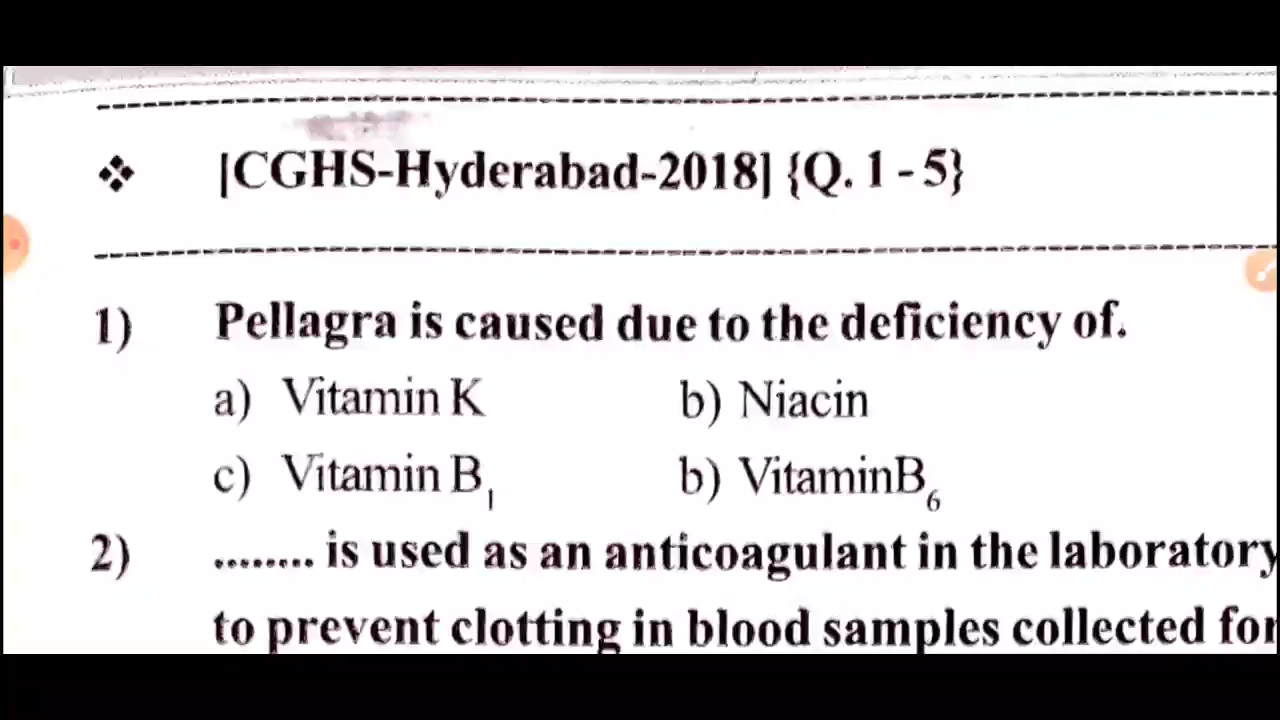 ❖ [CGHS-Hyderabad-2018] {Q. 1 - 5}
1) Pellagra is caused due to the deficiency of.
a) Vitamin K b) Niacin
c) Vitamin B1 b) VitaminB6
2) ........ is used as an anticoagulant in the laboratory
to prevent clotting in blood samples collected for